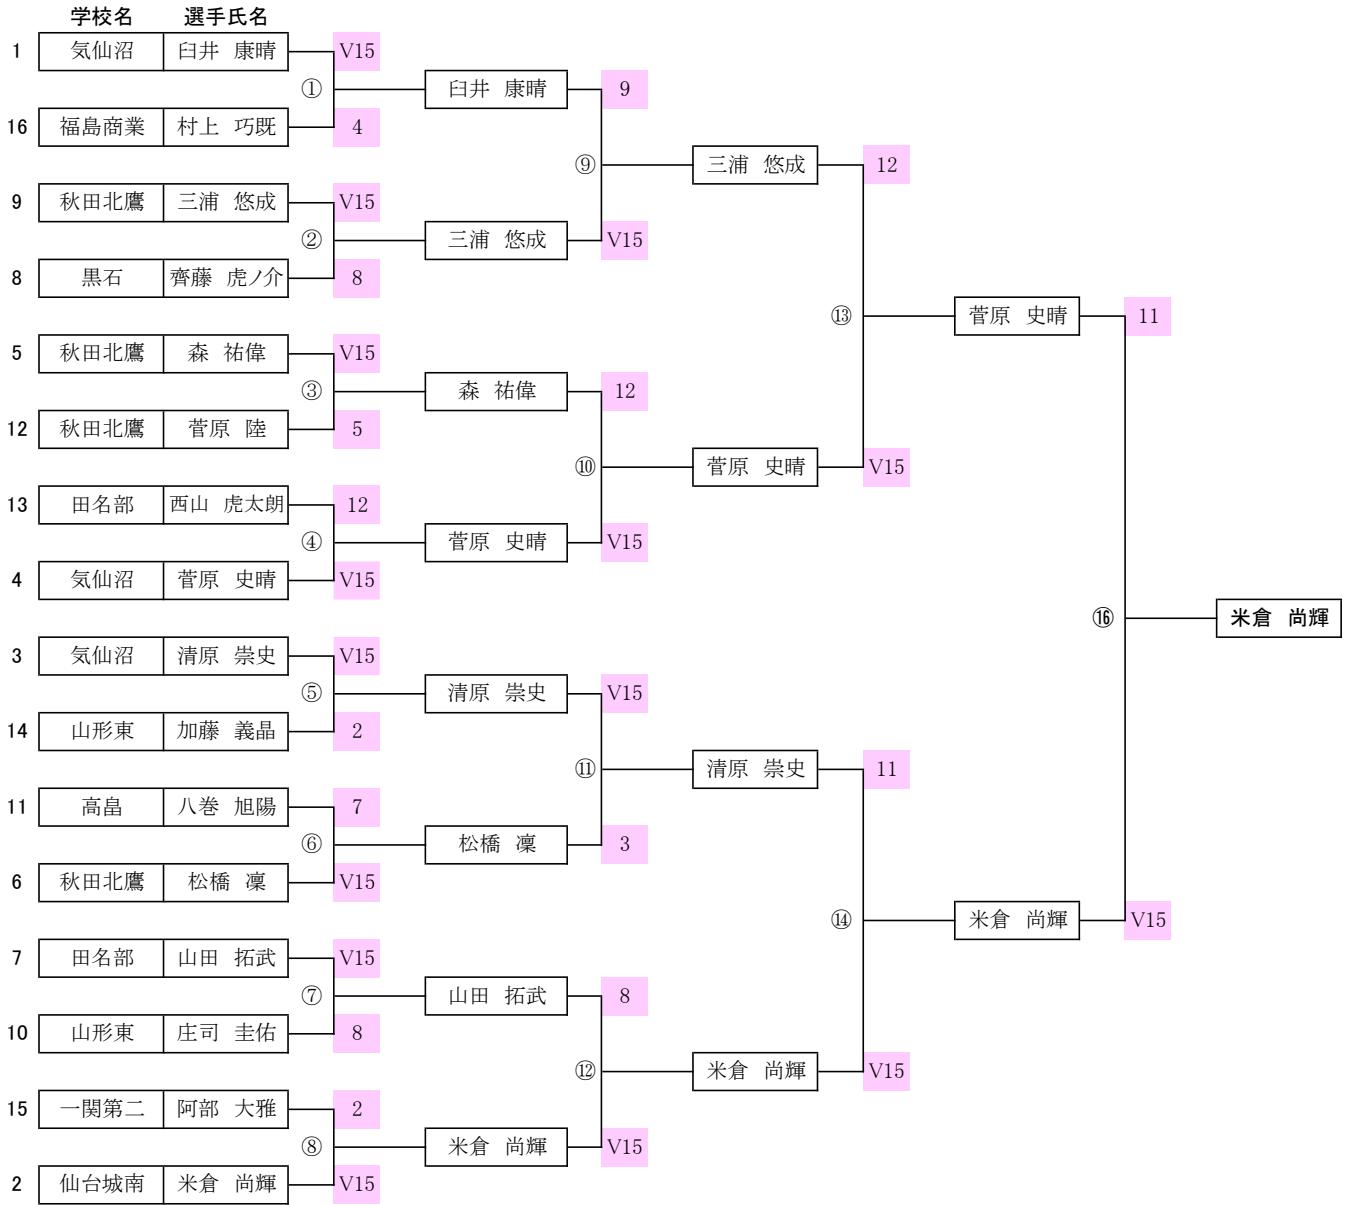 学校名 選手氏名
1 気仙沼 臼井 康晴 V15
① 臼井 康晴 9
16 福島商業 村上 巧既 4
⑨ 三浦 悠成 12
9 秋田北鷹 三浦 悠成 V15
② 三浦 悠成 V15
8 黒石 齊藤 虎ノ介 8
⑬ 菅原 史晴 11
5 秋田北鷹 森 祐偉 V15
③ 森 祐偉 12
12 秋田北鷹 菅原 陸 5
⑩ 菅原 史晴 V15
13 田名部 西山 虎太朗 12
④ 菅原 史晴 V15
4 気仙沼 菅原 史晴 V15
⑯ 米倉 尚輝
3 気仙沼 清原 崇史 V15
⑤ 清原 崇史 V15
14 山形東 加藤 義晶 2
⑪ 清原 崇史 11
11 高畠 八巻 旭陽 7
⑥ 松橋 凜 3
6 秋田北鷹 松橋 凜 V15
⑭ 米倉 尚輝 V15
7 田名部 山田 拓武 V15
⑦ 山田 拓武 8
10 山形東 庄司 圭佑 8
⑫ 米倉 尚輝 V15
15 一関第二 阿部 大雅 2
⑧ 米倉 尚輝 V15
2 仙台城南 米倉 尚輝 V15